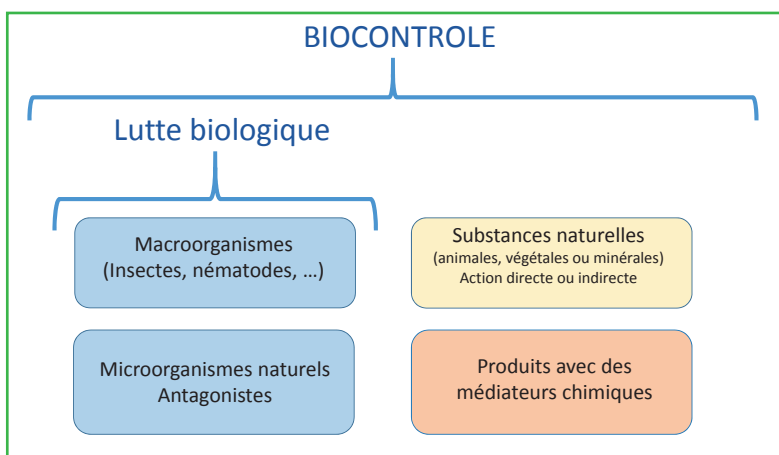 BIOCONTROLE
Lutte biologique
Macroorganismes
(Insectes, nématodes, ...)
Substances naturelles
(animales, végétales ou minérales)
Action directe ou indirecte
Microorganismes naturels
Antagonistes
Produits avec des
médiateurs chimiques